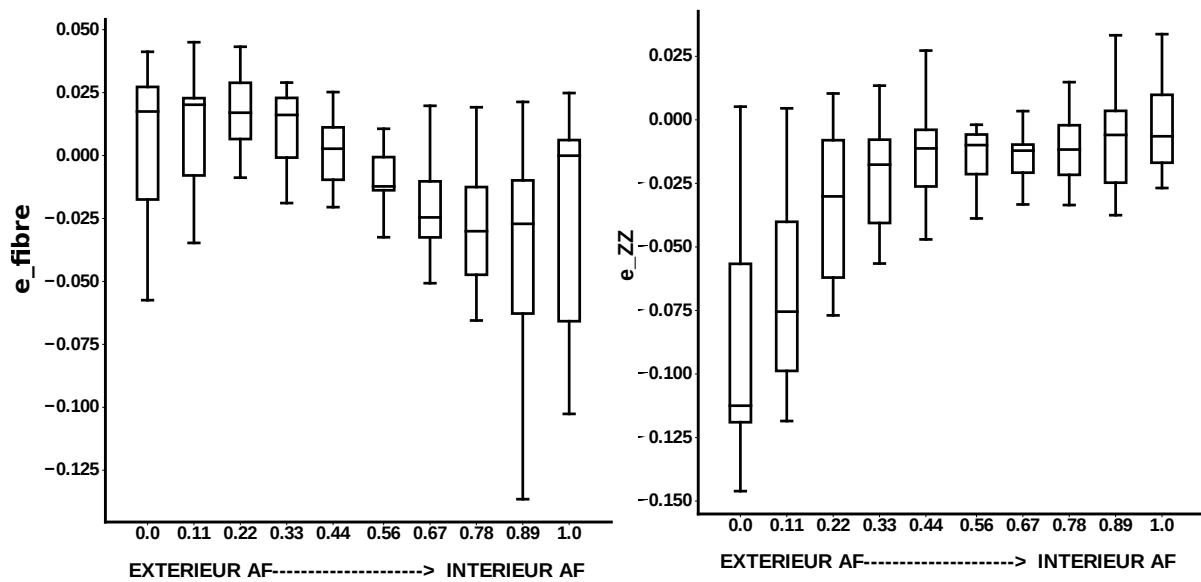 0.050
0.025
0.000
−0.025
−0.050
−0.075
−0.100
−0.125
e_fibre
0.0 0.11 0.22 0.33 0.44 0.56 0.67 0.78 0.89 1.0
EXTERIEUR AF--------------------> INTERIEUR AF
0.025
0.000
−0.025
−0.050
−0.075
−0.100
−0.125
−0.150
e_ZZ
0.0 0.11 0.22 0.33 0.44 0.56 0.67 0.78 0.89 1.0
EXTERIEUR AF--------------------> INTERIEUR AF